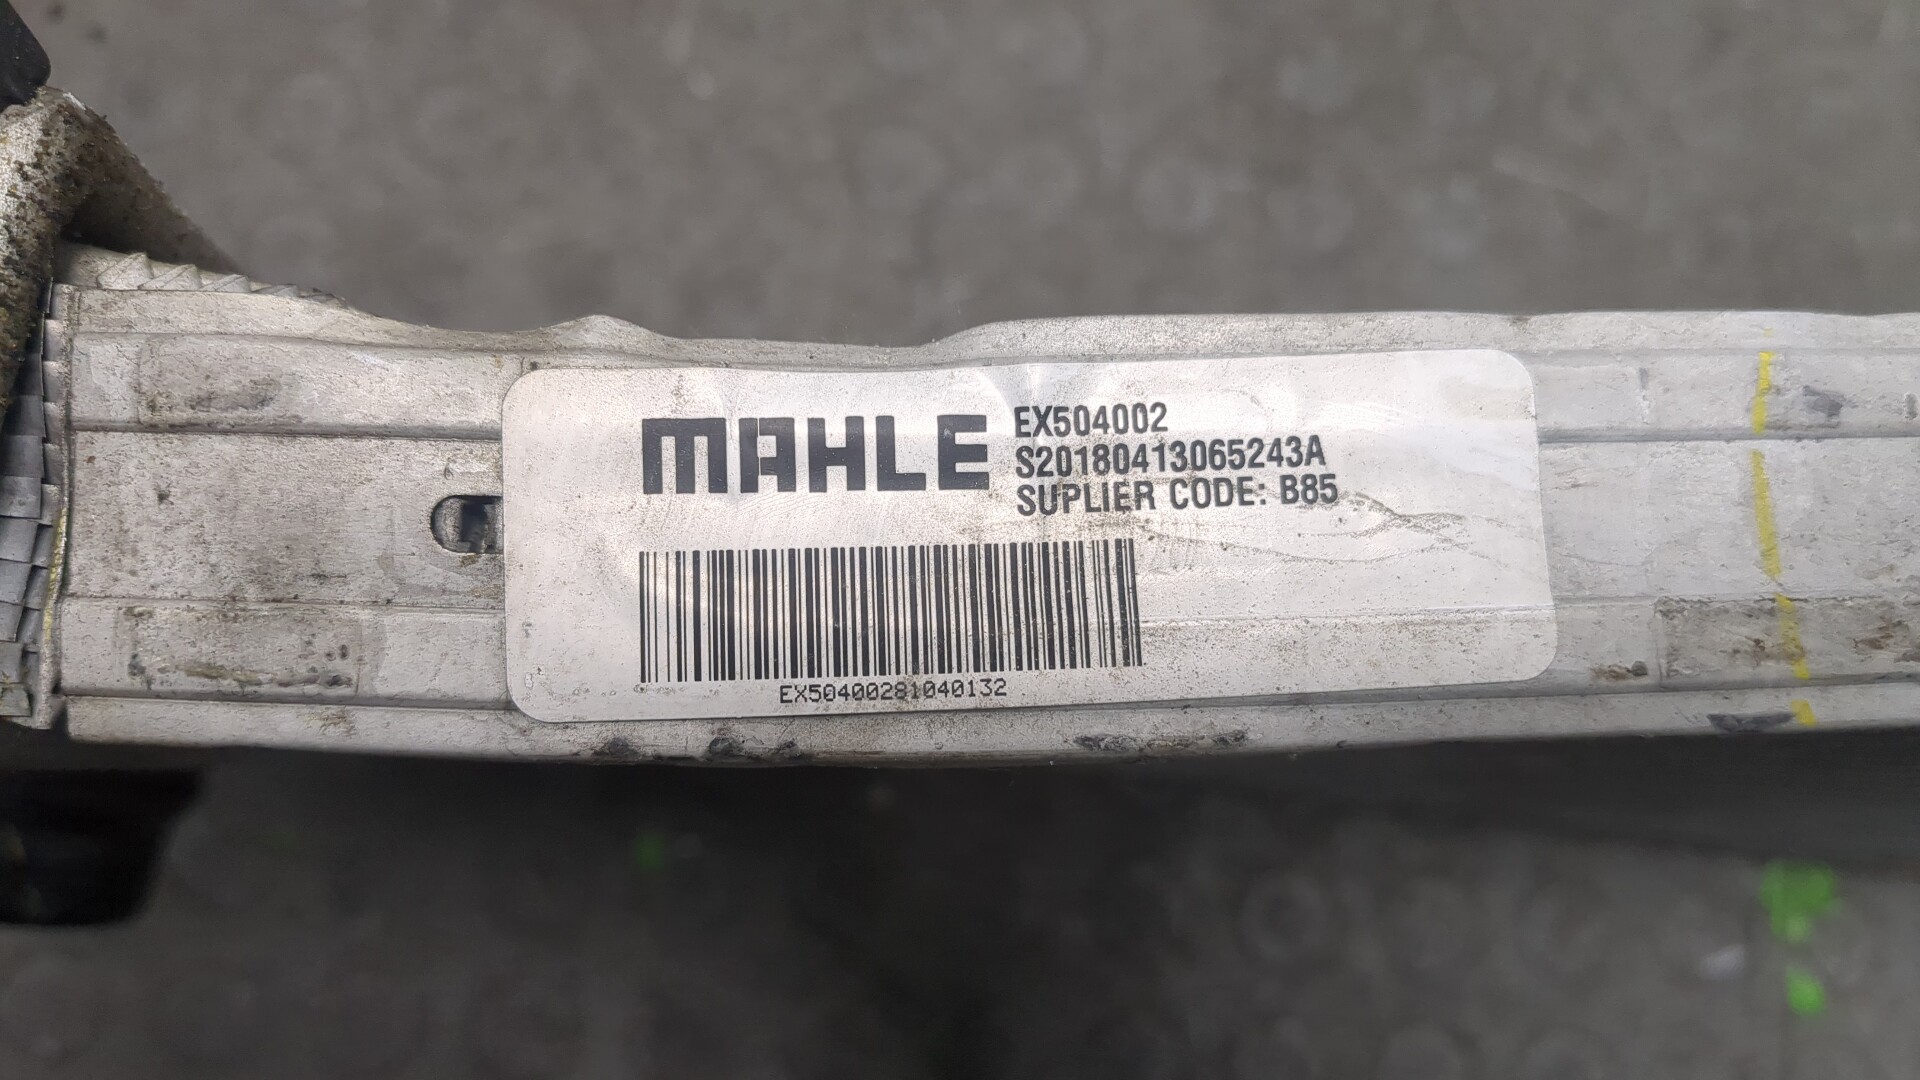 MAHLE
EX504002
S20180413065243A
SUPLIER CODE: B85
EX50400281040132